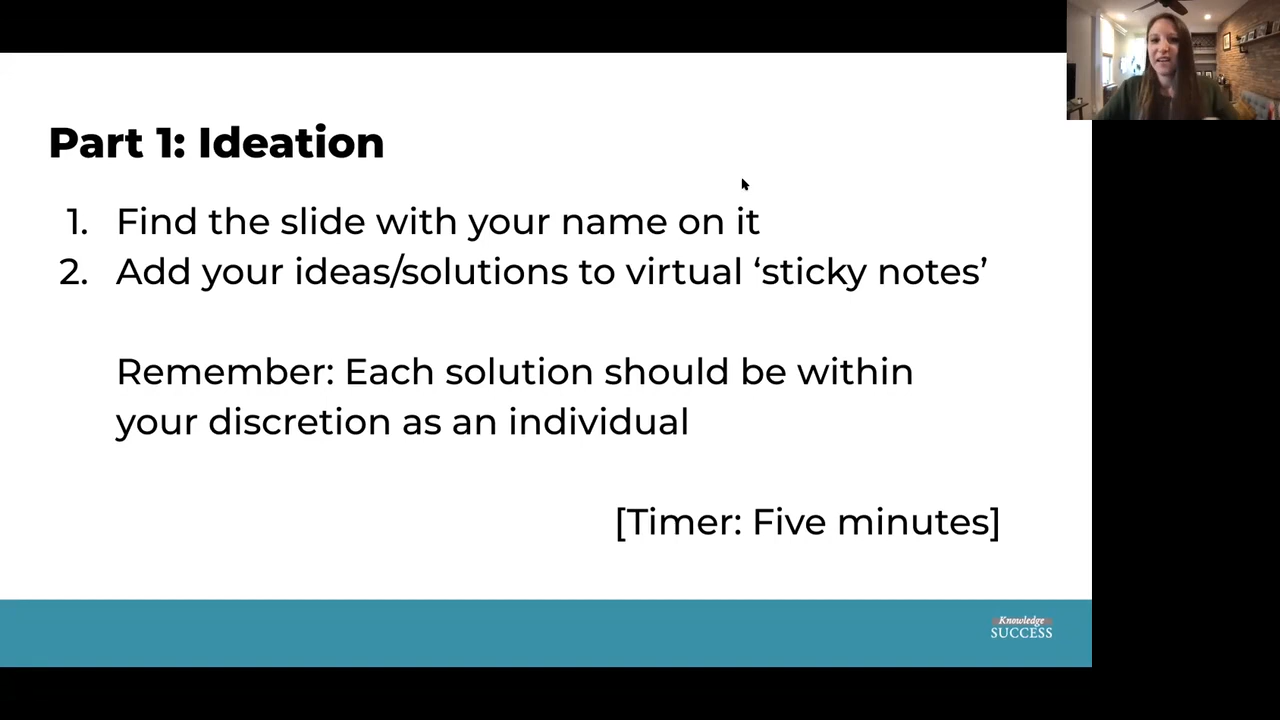 Part 1: Ideation
1. Find the slide with your name on it
2. Add your ideas/solutions to virtual ‘sticky notes’
Remember: Each solution should be within
your discretion as an individual
[Timer: Five minutes]
Knowledge
SUCCESS